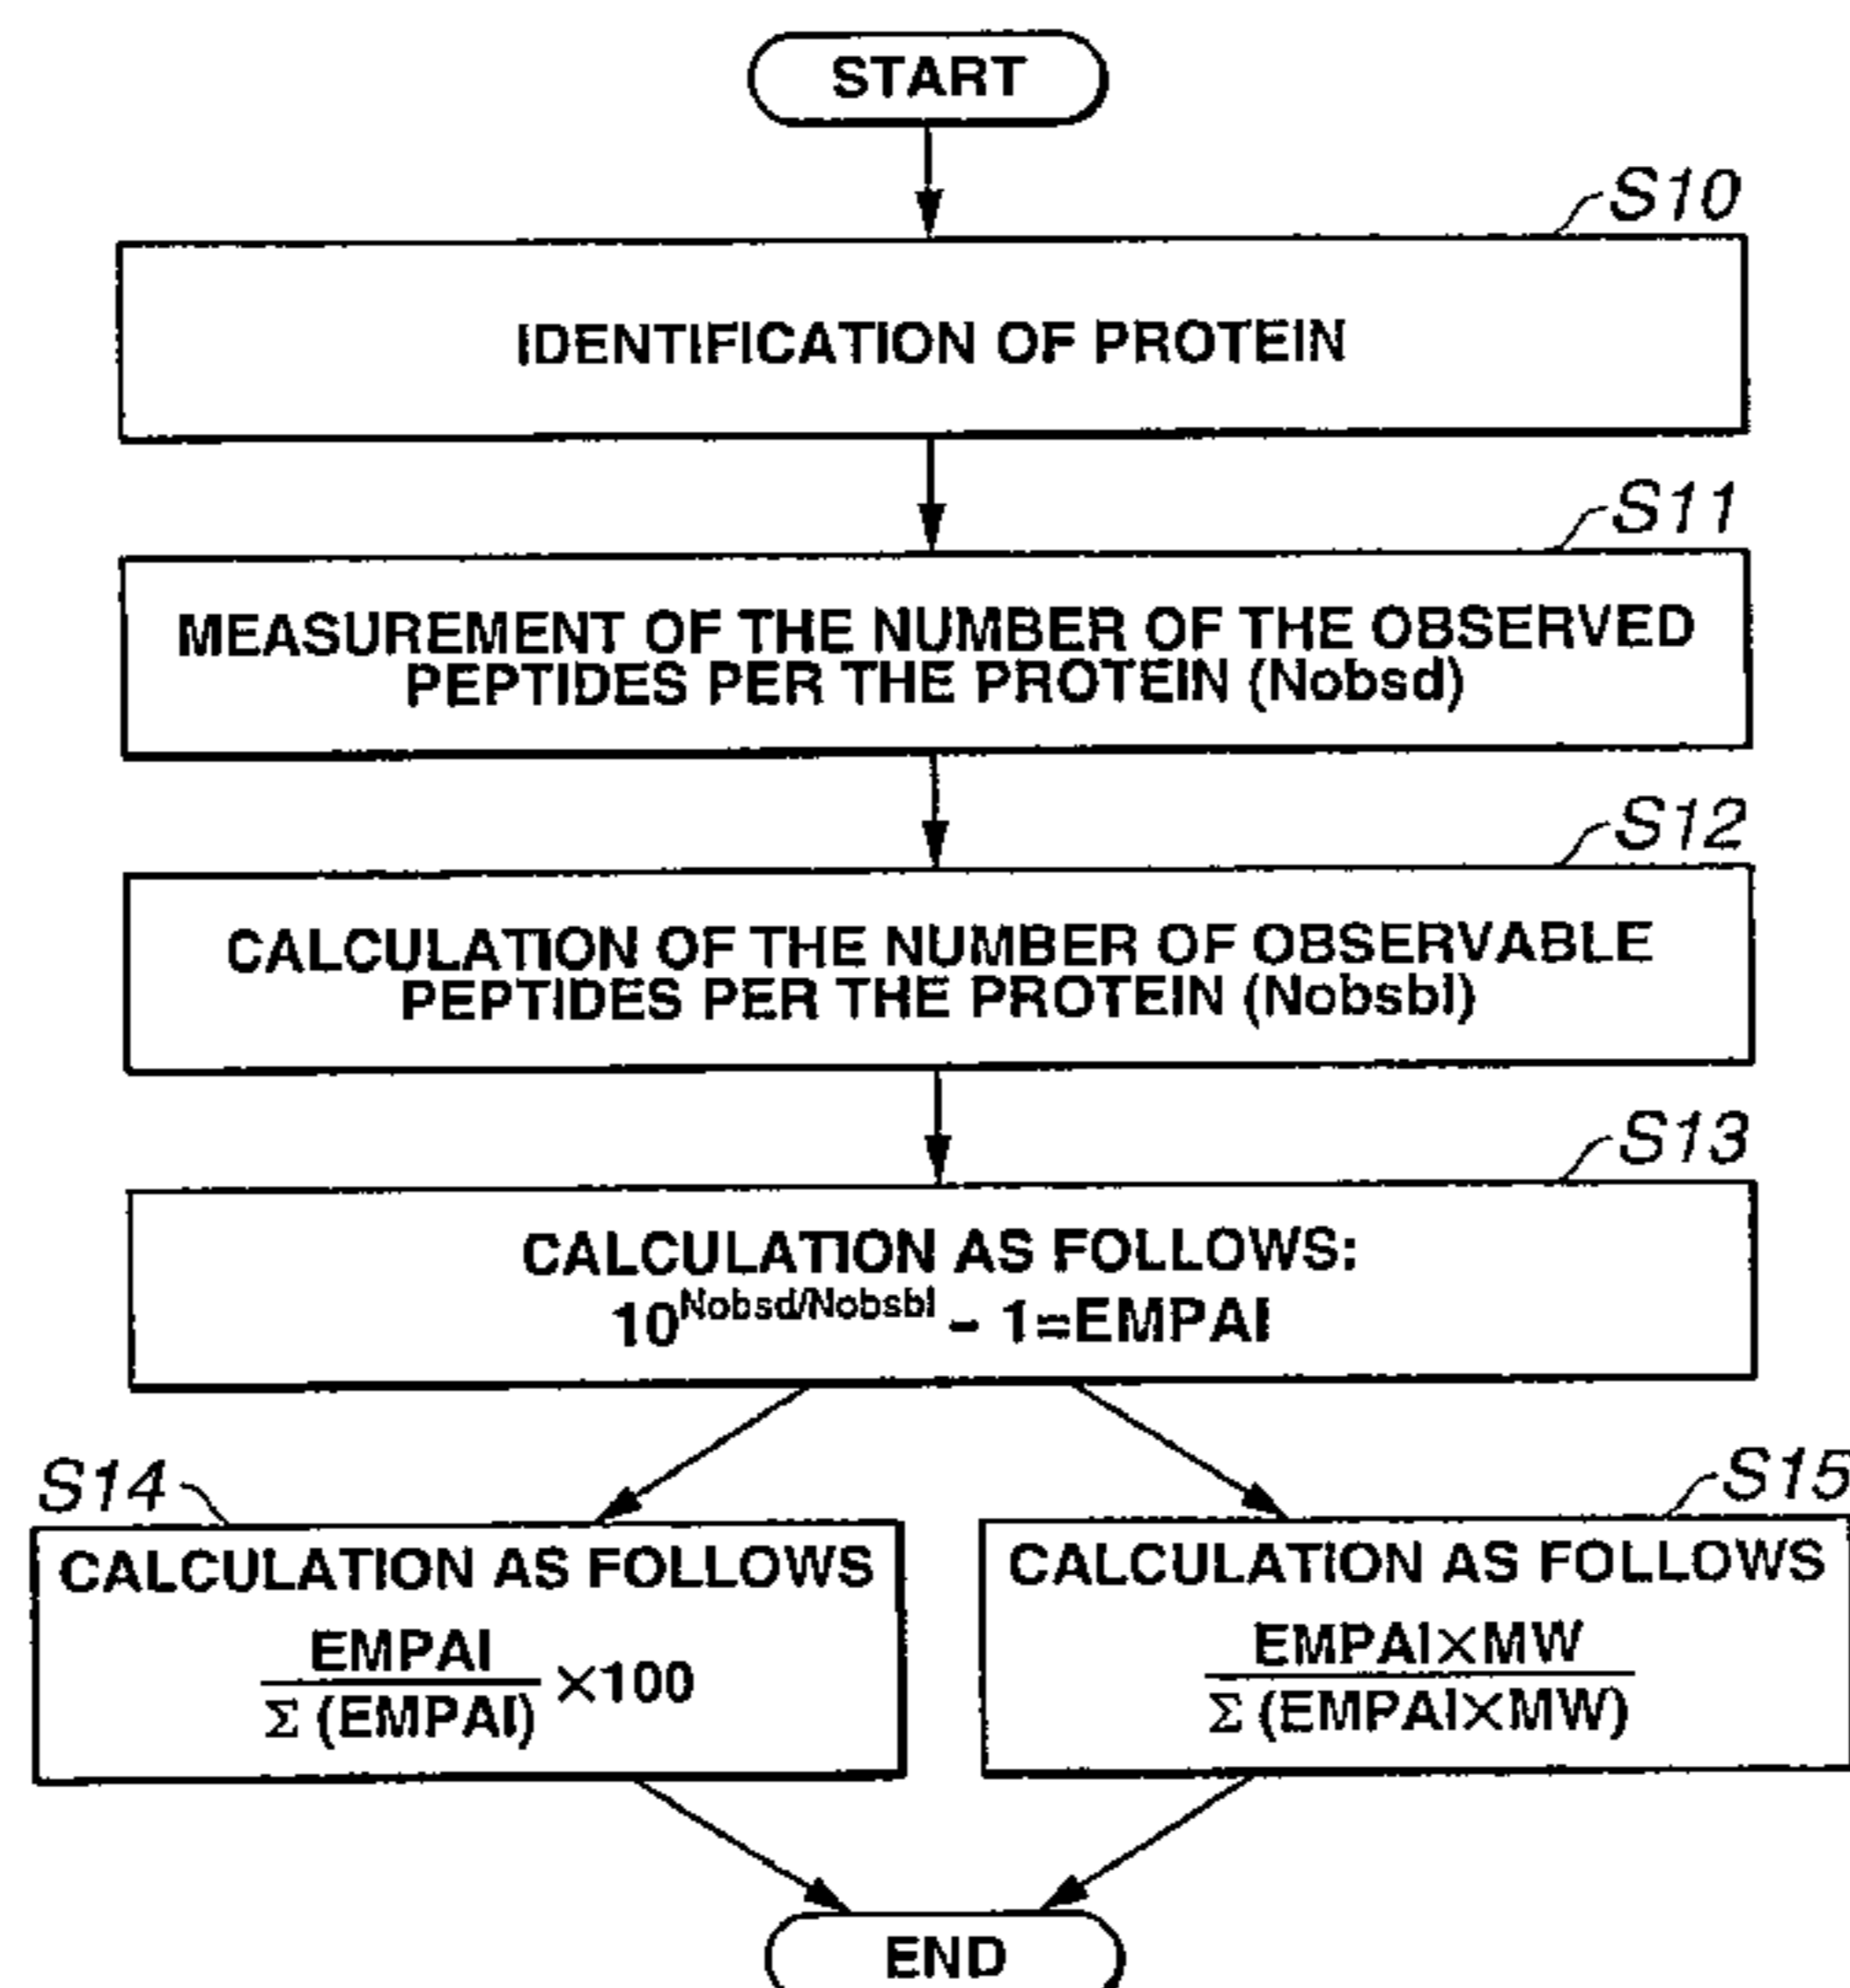 START
S10
IDENTIFICATION OF PROTEIN
S11
MEASUREMENT OF THE NUMBER OF THE OBSERVED
PEPTIDES PER THE PROTEIN (Nobsd)
S12
CALCULATION OF THE NUMBER OF OBSERVABLE
PEPTIDES PER THE PROTEIN (Nobsbl)
S13
CALCULATION AS FOLLOWS:
10^Nobsd/Nobsbl - 1=EMPAI
S14
CALCULATION AS FOLLOWS
EMPAI
Σ (EMPAI) ×100
S15
CALCULATION AS FOLLOWS
EMPAI×MW
Σ (EMPAI×MW)
END